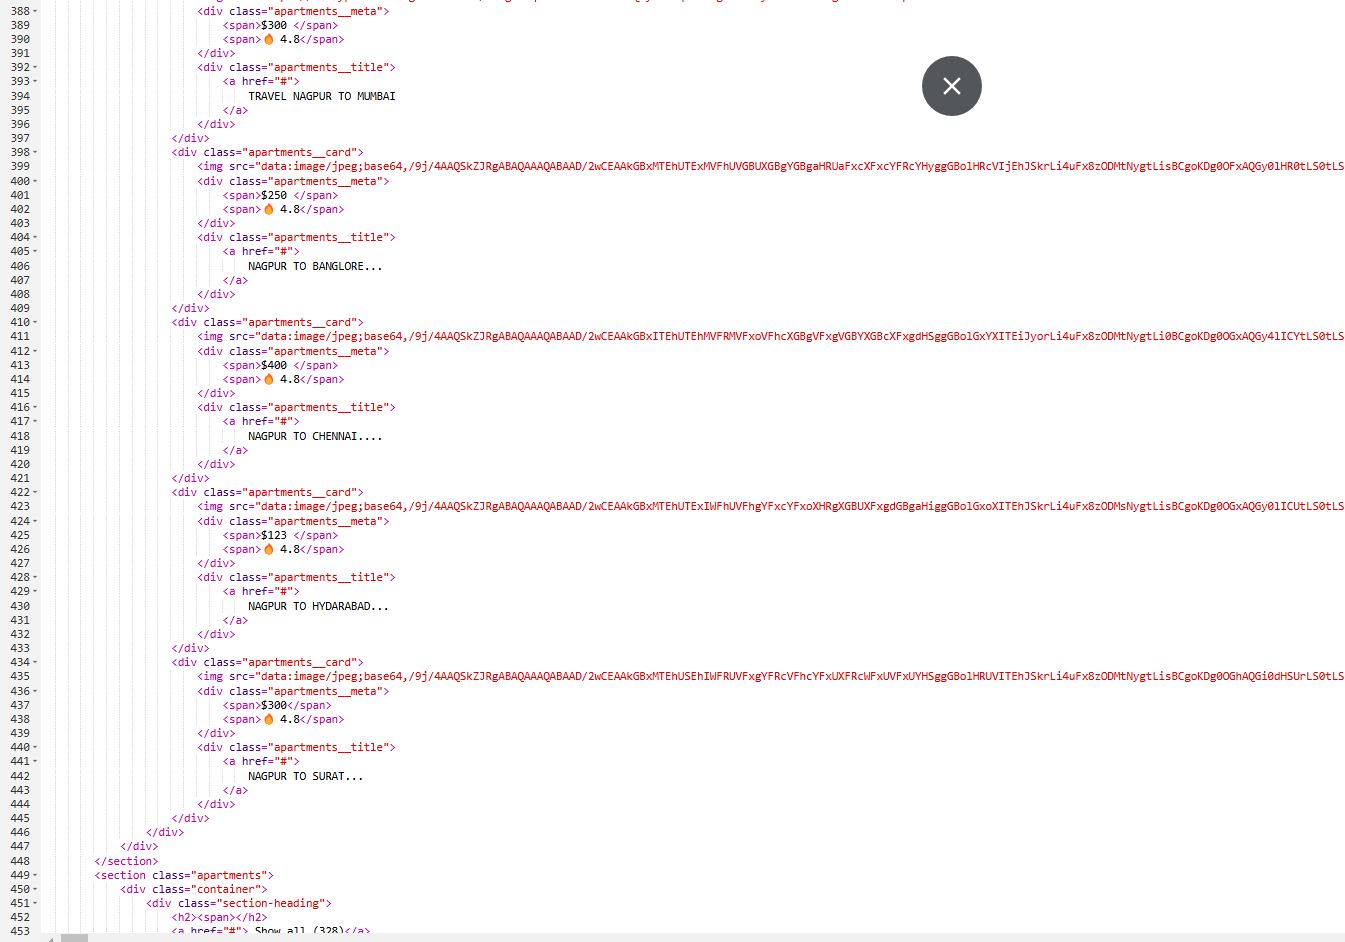 388 <div class="apartments__meta">
389 <span>$300 </span>
390 <span>🔥 4.8</span>
391 </div>
392 <div class="apartments__title">
393 <a href="#">
394 TRAVEL NAGPUR TO MUMBAI
395 </a>
396 </div>
397 </div>
398 <div class="apartments__card">
399 <img src="data:image/jpeg;base64,/9j/
400 <div class="apartments__meta">
401 <span>$250 </span>
402 <span>🔥 4.8</span>
403 </div>
404 <div class="apartments__title">
405 <a href="#">
406 NAGPUR TO BANGLORE...
407 </a>
408 </div>
409 </div>
410 <div class="apartments__card">
411 <img src="data:image/jpeg;base64,/9j/
412 <div class="apartments__meta">
413 <span>$400 </span>
414 <span>🔥 4.8</span>
415 </div>
416 <div class="apartments__title">
417 <a href="#">
418 NAGPUR TO CHENNAI....
419 </a>
420 </div>
421 </div>
422 <div class="apartments__card">
423 <img src="data:image/jpeg;base64,/9j/
424 <div class="apartments__meta">
425 <span>$123 </span>
426 <span>🔥 4.8</span>
427 </div>
428 <div class="apartments__title">
429 <a href="#">
430 NAGPUR TO HYDARABAD...
431 </a>
432 </div>
433 </div>
434 <div class="apartments__card">
435 <img src="data:image/jpeg;base64,/9j/
436 <div class="apartments__meta">
437 <span>$300</span>
438 <span>🔥 4.8</span>
439 </div>
440 <div class="apartments__title">
441 <a href="#">
442 NAGPUR TO SURAT...
443 </a>
444 </div>
445 </div>
446 </div>
447 </div>
448 </section>
449 <section class="apartments">
450 <div class="container">
451 <div class="section-heading">
452 <h2><span></h2>
453 <a href="#"> Show all (328)</a>